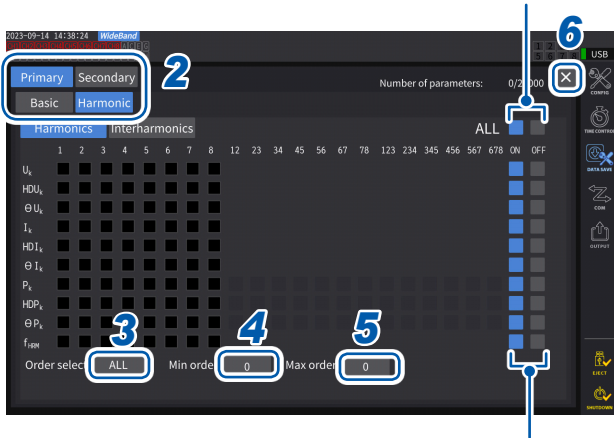 2023-09-14 14:38:24 WideBand
USB
6
Primary Secondary 2
Basic Harmonic
Number of parameters:
CONFIG
TIME CONTROL
DATA SAVE
COM
OUTPUT
EJECT
SHUTDOWN
Harmonics Interharmonics ALL
1 2 3 4 5 6 7 8 12 23 34 45 56 67 78 123 234 345 456 567 678 ON OFF
Uk
HDUk
θUk
Ik
HDIk
θIk
Pk
HDPk
θPk
fHRM
3 4 5
Order select ALL Min order 0 Max order 0